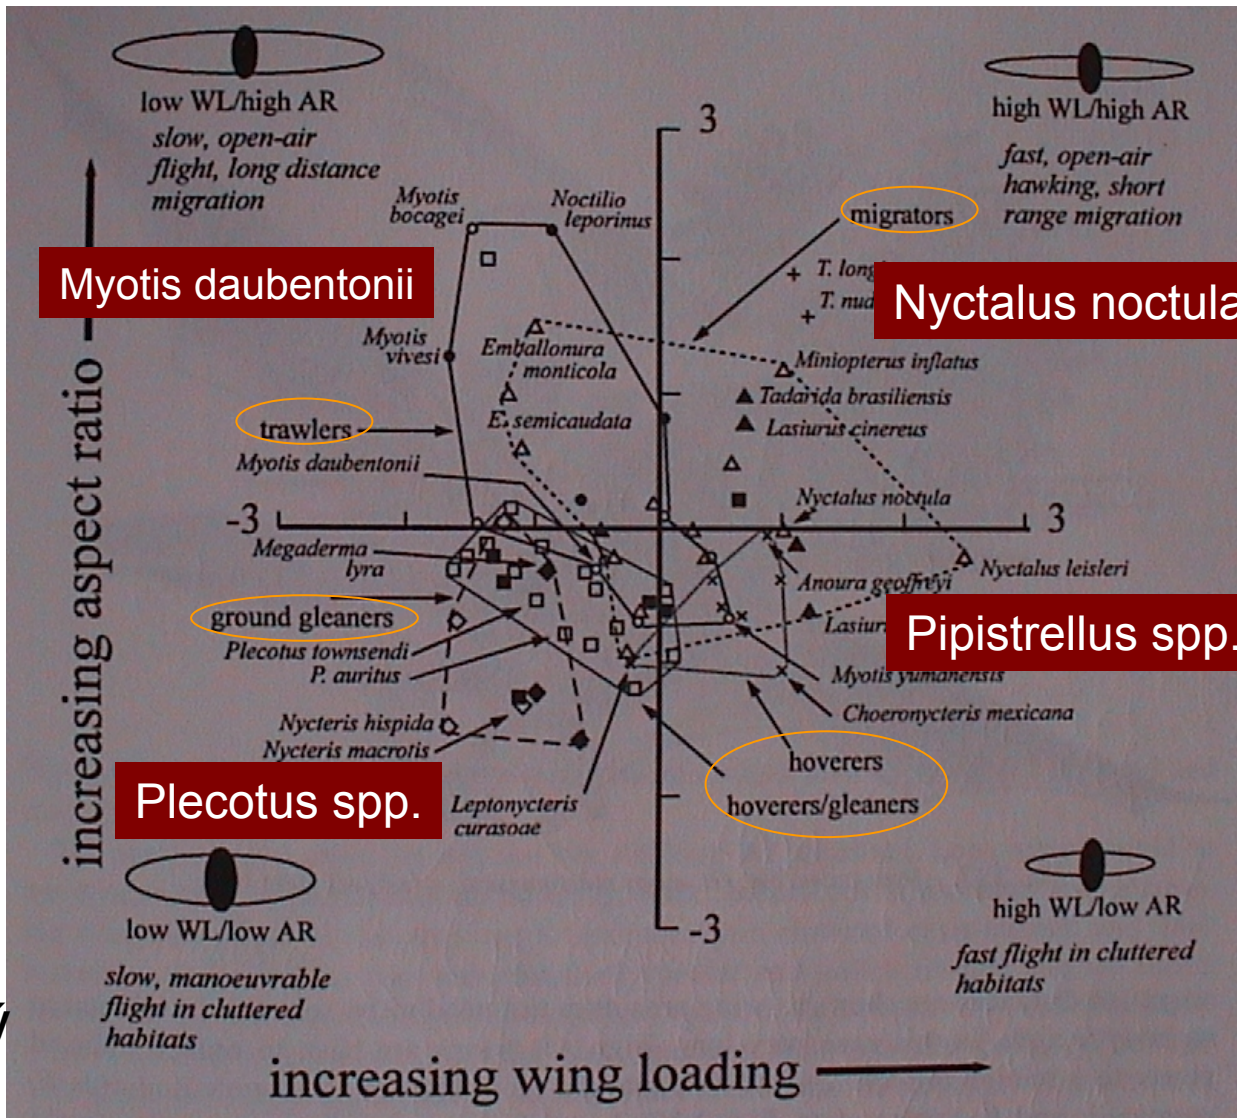 low WL/high AR
slow, open-air
flight, long distance
migration
3
high WL/high AR
fast, open-air
hawking, short
range migration
Myotis
bocagei
Noctilio
leporinus
migrators
Myotis daubentonii
T.
T.
Nyctalus noctula
Myotis
vivesi
Emballonura
monticola
Miniopterus inflatus
Tadarida brasiliensis
E. semicaudata
Lasiurus cinereus
trawlers
Myotis daubentonii
-3
Nyctalus noctula
3
Megaderma
lyra
Anoura geoffroyi
Nyctalus leisleri
ground gleaners
Pipistrellus spp.
Plecotus townsendi
P. auritus
Myotis yumanensis
Choeronycteris mexicana
Nycteris hispida
Nycteris macrotis
hoverers
Plecotus spp.
Leptonycteris
curasoae
hoverers/gleaners
low WL/low AR
slow, manoeuvrable
flight in cluttered
habitats
-3
high WL/low AR
fast flight in cluttered
habitats
increasing aspect ratio
increasing wing loading